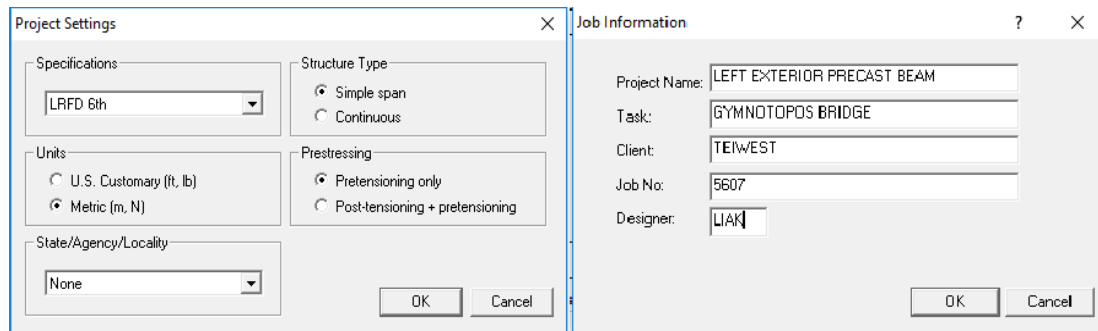 Project Settings
Specifications
LRFD 6th
Structure Type
Simple span
Continuous
Units
U.S. Customary (ft, lb)
Metric (m, N)
Prestressing
Pretensioning only
Post-tensioning + pretensioning
State/Agency/Locality
None
OK Cancel
Job Information ?
Project Name: LEFT EXTERIOR PRECAST BEAM
Task: GYMNOTOPOS BRIDGE
Client: TEIWEST
Job No: 5607
Designer: LIAK
OK Cancel